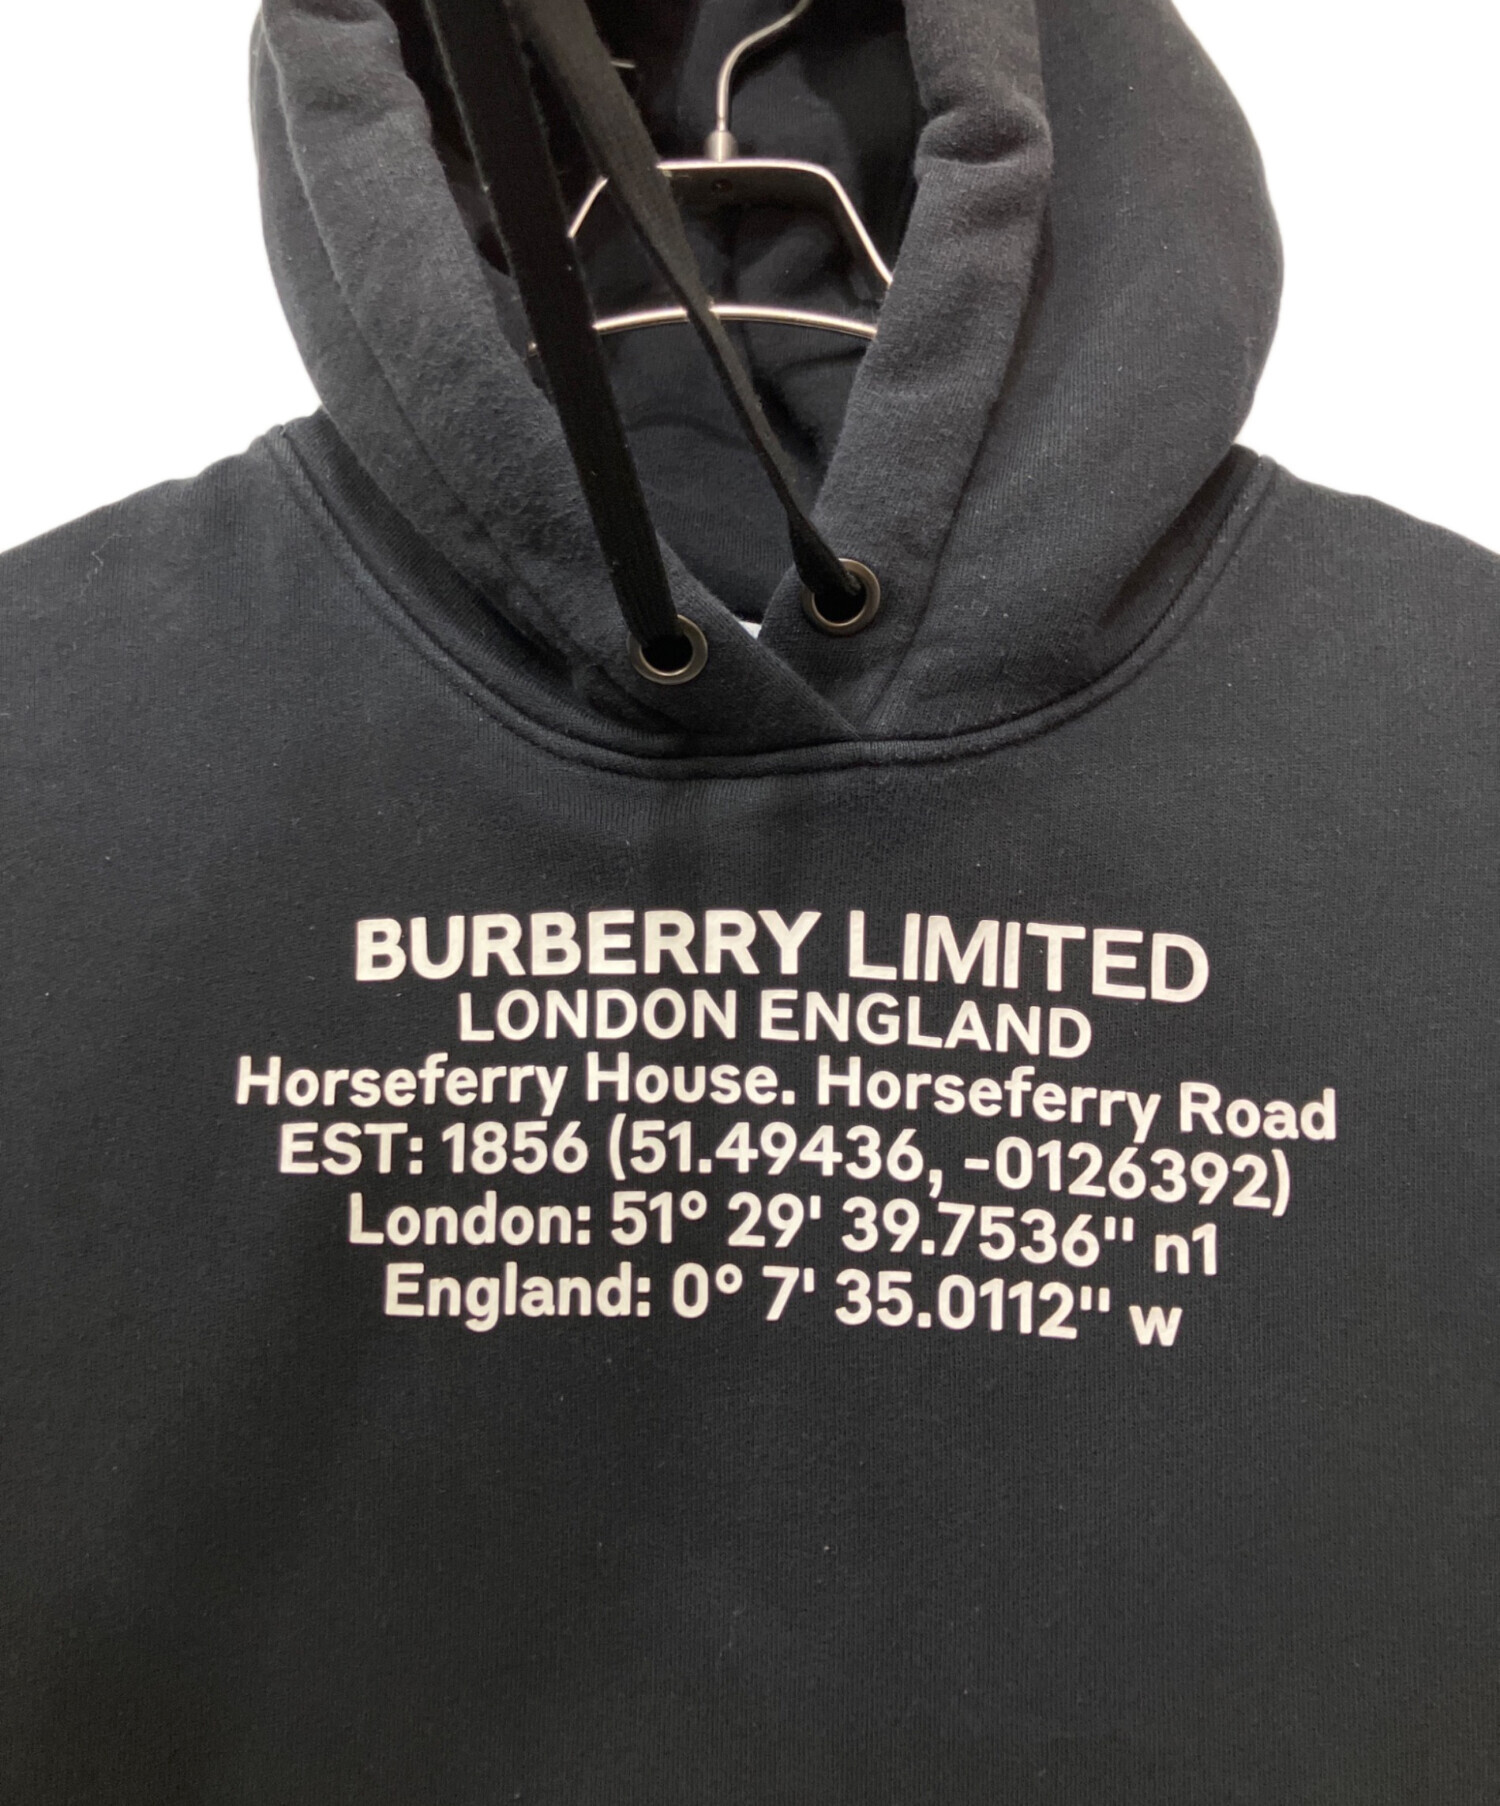 BURBERRY LIMITED
LONDON ENGLAND
Horseferry House. Horseferry Road
EST: 1856 (51.49436, -0126392)
London: 51° 29' 39.7536" n1
England: 0° 7' 35.0112" w